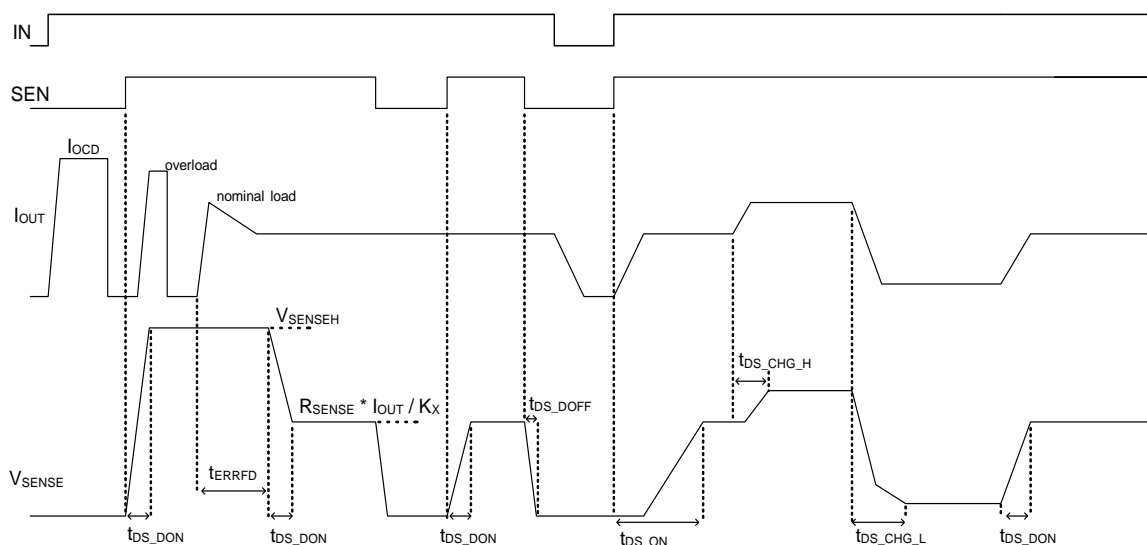 IN
SEN
IOCD
overload
nominal load
IOUT
VSENSEH
tDS_CHG_H
RSENSE * IOUT / KX
tDS_DOFF
tERRFD
VSENSE
tDS_DON
tDS_DON
tDS_DON
tDS_ON
tDS_CHG_L
tDS_DON